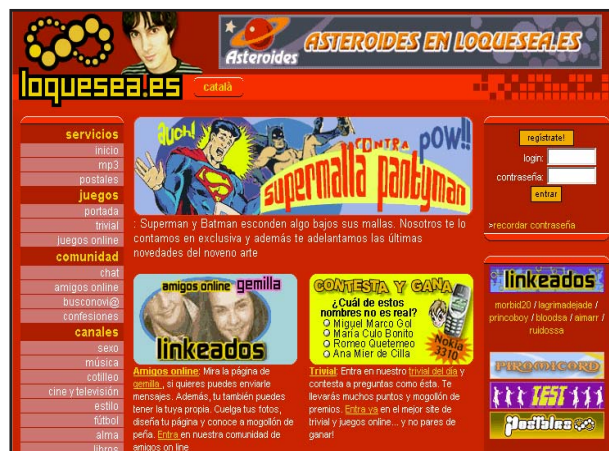 Asteroides
ASTEROIDES EN LOQUESEA.ES
loquesea.es
català
servicios
inicio
mp3
postales
juegos
portada
trivial
juegos online
comunidad
chat
amigos online
busconovi@
confesiones
canales
sexo
música
cotilleo
cine y televisión
estilo
fútbol
alma
libros
auch!
CONTRA
POW!!
supermalla pantyman
: Superman y Batman esconden algo bajo sus mallas. Nosotros te lo
contamos en exclusiva y además te adelantamos las últimas
novedades del noveno arte
amigos online gemilla
linkeados
Amigos online: Mira la página de
gemilla , si quieres puedes enviarle
mensajes. Además, tu también puedes
tener la tuya propia. Cuelga tus fotos,
diseña tu página y conoce a mogollón de
peña. Entra en nuestra comunidad de
amigos on line
CONTESTA Y GANA
¿Cuál de estos
nombres no es real?
Miguel Marco Gol
María Culo Bonito
Romeo Quetemeo
Ana Mier de Cilla
Nokia
3310
Trivial: Entra en nuestro trivial del día y
contesta a preguntas como ésta. Te
llevarás muchos puntos y mogollón de
premios. Entra ya en el mejor site de
trivial y juegos online... y no pares de
ganar!
regístrate!
login:
contraseña:
entrar
>recordar contraseña
linkeados
morbid20 / lagrimadejade /
princoboy / bloodsa / aimarr /
ruidossa
PIROMICORD
TEST
Postales